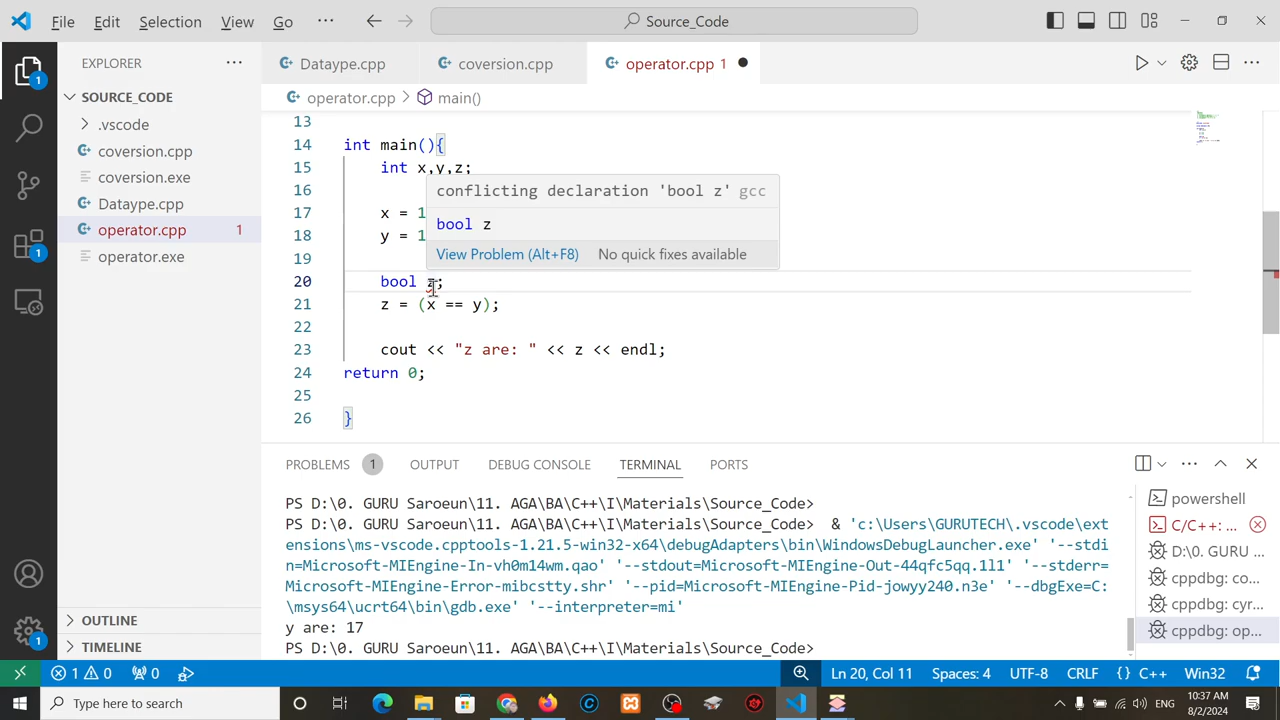 File Edit Selection View Go ··· Source_Code
EXPLORER ···
SOURCE_CODE
.vscode
coversion.cpp
coversion.exe
Dataype.cpp
operator.cpp 1
operator.exe
OUTLINE
TIMELINE
Dataype.cpp coversion.cpp operator.cpp 1
operator.cpp > main()
13
14 int main(){
15 int x,y,z;
16
17 x = 1
18 y = 1
19
20 bool z;
21 z = (x == y);
22
23 cout << "z are: " << z << endl;
24 return 0;
25
26 }
conflicting declaration 'bool z' gcc
bool z
View Problem (Alt+F8) No quick fixes available
PROBLEMS 1 OUTPUT DEBUG CONSOLE TERMINAL PORTS
PS D:\0. GURU Saroeun\11. AGA\BA\C++\I\Materials\Source_Code>
PS D:\0. GURU Saroeun\11. AGA\BA\C++\I\Materials\Source_Code> & 'c:\Users\GURUTECH\.vscode\ext
ensions\ms-vscode.cpptools-1.21.5-win32-x64\debugAdapters\bin\WindowsDebugLauncher.exe' '--stdi
n=Microsoft-MIEngine-In-vh0m14wm.qao' '--stdout=Microsoft-MIEngine-Out-44qfc5qq.1l1' '--stderr=
Microsoft-MIEngine-Error-mibcstty.shr' '--pid=Microsoft-MIEngine-Pid-jowyy240.n3e' '--dbgExe=C:
\msys64\ucrt64\bin\gdb.exe' '--interpreter=mi'
y are: 17
PS D:\0. GURU Saroeun\11. AGA\BA\C++\I\Materials\Source_Code>
powershell
C/C++: ...
D:\0. GURU ...
cppdbg: co...
cppdbg: cyr...
cppdbg: op...
1
1
1
1 0 0 Ln 20, Col 11 Spaces: 4 UTF-8 CRLF {} C++ Win32
Type here to search ENG 10:37 AM
8/2/2024